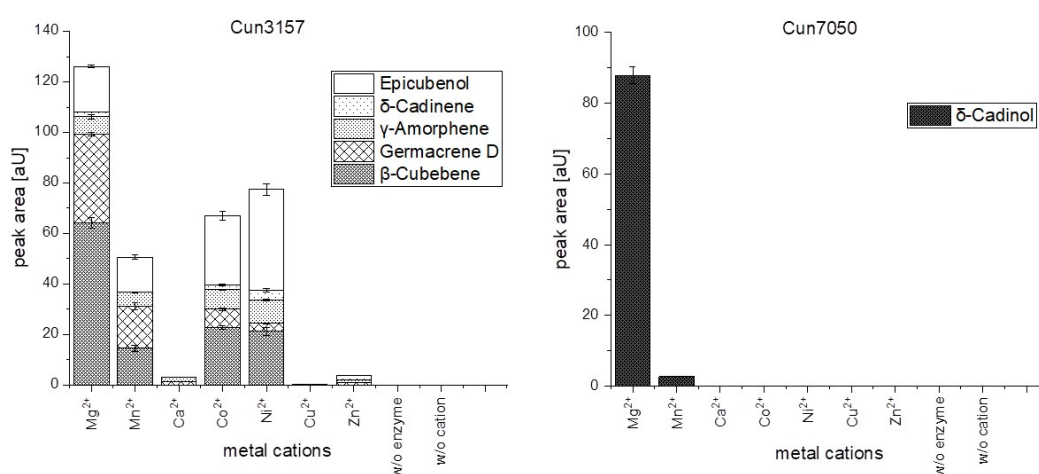 Cun3157
140
120
100
80
60
40
20
0
peak area [aU]
Epicubenol
δ-Cadinene
γ-Amorphene
Germacrene D
β-Cubebene
Mg²⁺
Mn²⁺
Ca²⁺
Co²⁺
Ni²⁺
Cu²⁺
Zn²⁺
w/o enzyme
w/o cation
metal cations
Cun7050
100
80
60
40
20
0
peak area [aU]
δ-Cadinol
Mg²⁺
Mn²⁺
Ca²⁺
Co²⁺
Ni²⁺
Cu²⁺
Zn²⁺
w/o enzyme
w/o cation
metal cations